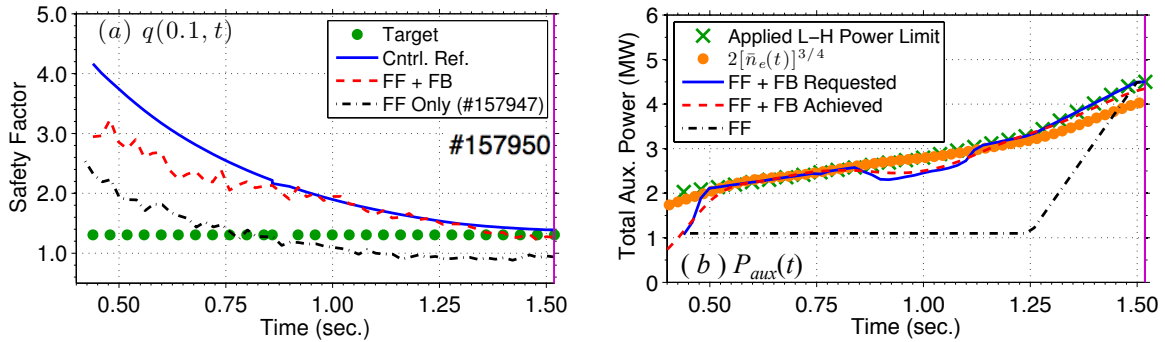 5.0
4.0
3.0
2.0
1.0
Safety Factor
(a) q(0.1, t)
Target
Cntrl. Ref.
FF + FB
FF Only (#157947)
#157950
0.50 0.75 1.00 1.25 1.50
Time (sec.)
6
5
4
3
2
1
0
Total Aux. Power (MW)
Applied L−H Power Limit
2[n̄e(t)]^{3/4}
FF + FB Requested
FF + FB Achieved
FF
(b) Paux(t)
0.50 0.75 1.00 1.25 1.50
Time (sec.)